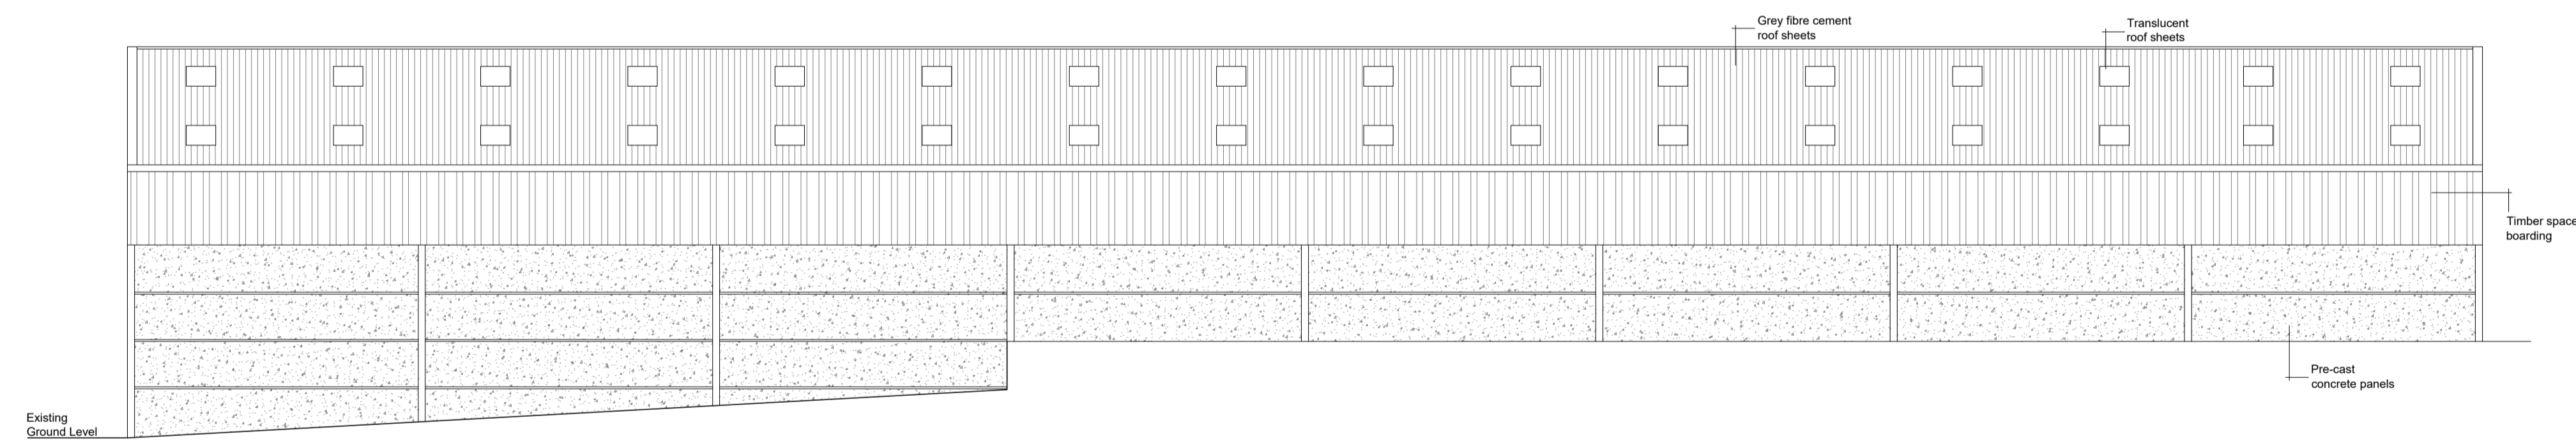 Grey fibre cement
roof sheets
Translucent
roof sheets
Timber space
boarding
Pre-cast
concrete panels
Existing
Ground Level